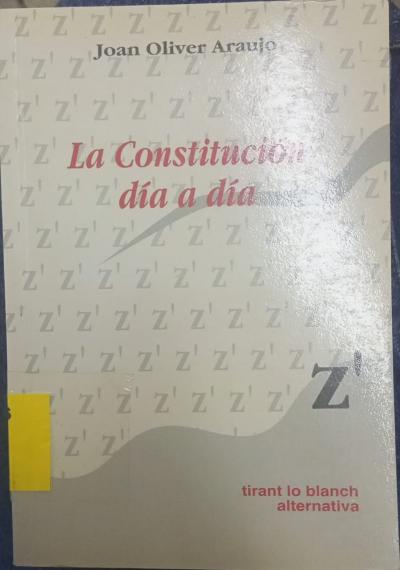 Joan Oliver Araujo
La Constitución
día a día
z'
tirant lo blanch
alternativa